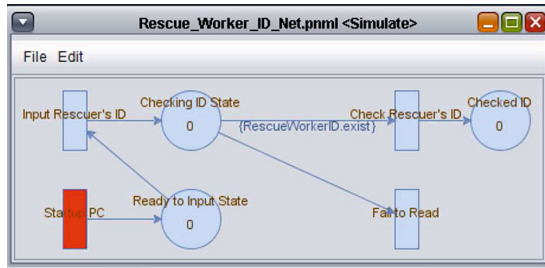 Rescue_Worker_ID_Net.pnml <Simulate>
File Edit
Input Rescuer's ID
Checking ID State
0
{RescueWorkerID.exist}
Check Rescuer's ID
Checked ID
0
Startup PC
Ready to Input State
0
Fail to Read